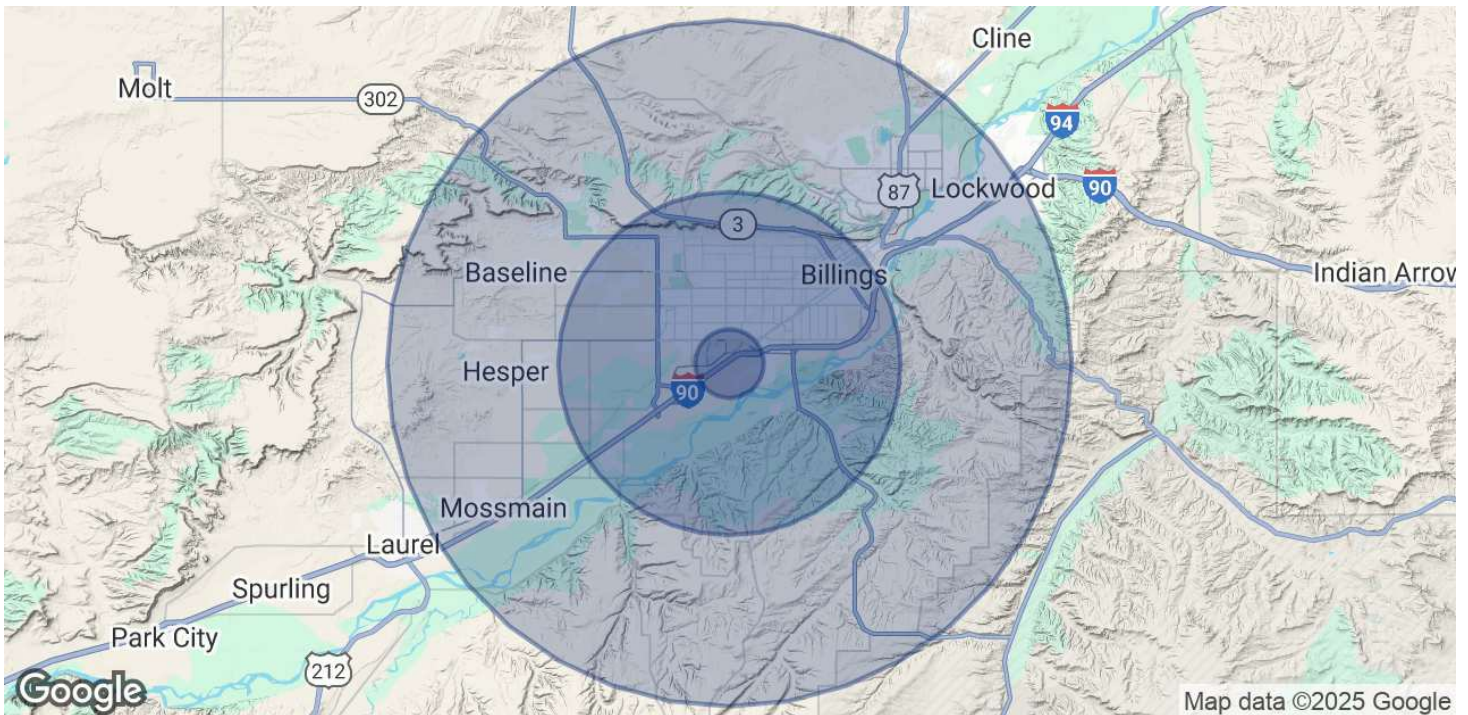 Cline
Molt
302
94
87
Lockwood
90
3
Baseline
Billings
Indian Arrow
Hesper
90
Mossmain
Laurel
Spurling
Park City
212
Google
Map data ©2025 Google